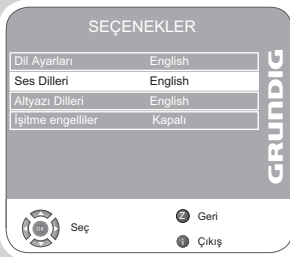 SEÇENEKLER
Dil Ayarları English
Ses Dilleri English
Altyazı Dilleri English
İşitme engelliler Kapalı
GRUNDIG
OK
Seç
Z Geri
i Çıkış